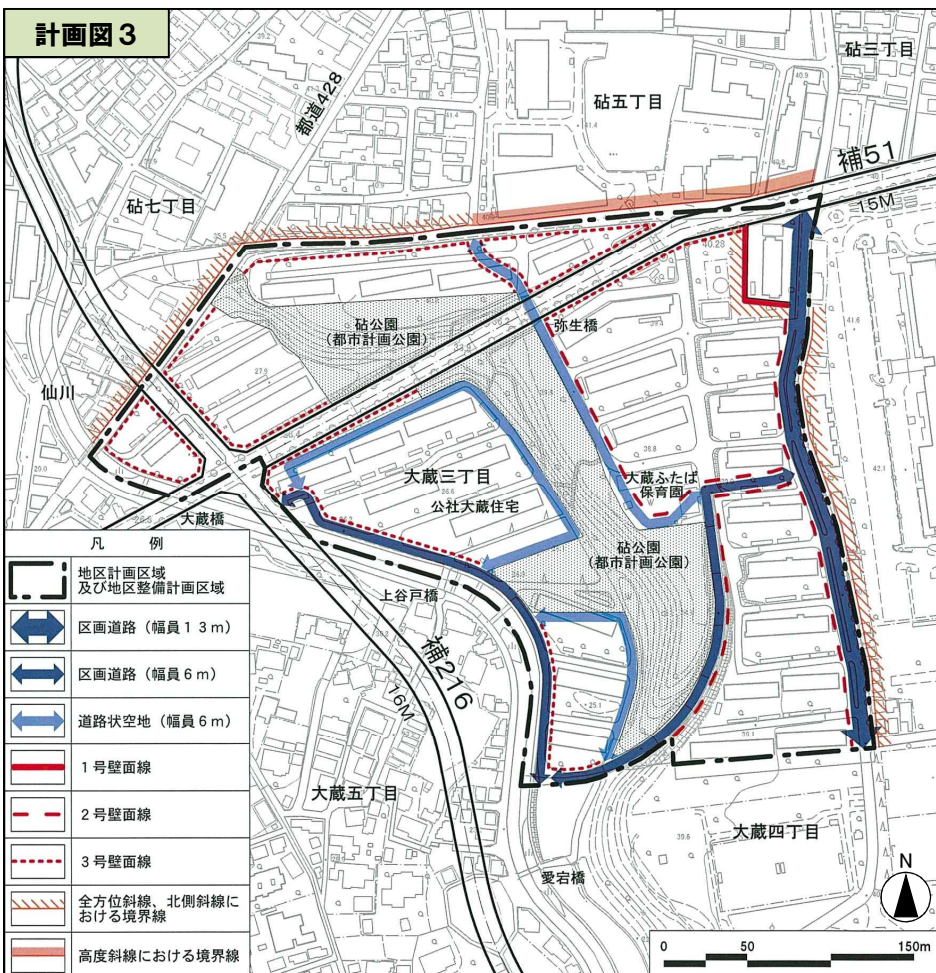 計画図3
砧三丁目
砧五丁目
都道428
補51
15M
砧七丁目
40.28
砧公園
(都市計画公園)
弥生橋
仙川
大蔵三丁目
公社大蔵住宅
大蔵ふたば
保育園
大蔵橋
砧公園
(都市計画公園)
上谷戸橋
補216
16M
大蔵五丁目
大蔵四丁目
愛宕橋
凡 例
地区計画区域
及び地区整備計画区域
区画道路(幅員13m)
区画道路(幅員6m)
道路状空地(幅員6m)
1号壁面線
2号壁面線
3号壁面線
全方位斜線、北側斜線に
おける境界線
高度斜線における境界線
N
0 50 150m